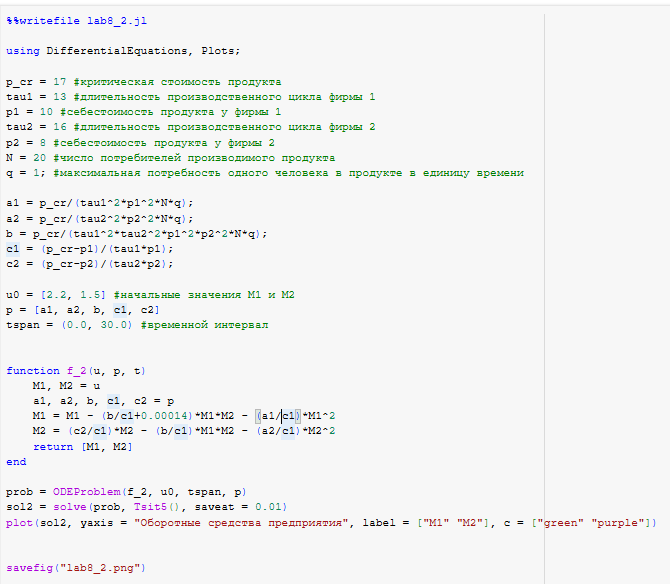 %%writefile lab8_2.jl
using DifferentialEquations, Plots;
p_cr = 17 #критическая стоимость продукта
tau1 = 13 #длительность производственного цикла фирмы 1
p1 = 10 #себестоимость продукта у фирмы 1
tau2 = 16 #длительность производственного цикла фирмы 2
p2 = 8 #себестоимость продукта у фирмы 2
N = 20 #число потребителей производимого продукта
q = 1; #максимальная потребность одного человека в продукте в единицу времени
a1 = p_cr/(tau1^2*p1^2*N*q);
a2 = p_cr/(tau2^2*p2^2*N*q);
b = p_cr/(tau1^2*tau2^2*p1^2*p2^2*N*q);
c1 = (p_cr-p1)/(tau1*p1);
c2 = (p_cr-p2)/(tau2*p2);
u0 = [2.2, 1.5] #начальные значения M1 и M2
p = [a1, a2, b, c1, c2]
tspan = (0.0, 30.0) #временной интервал
function f_2(u, p, t)
    M1, M2 = u
    a1, a2, b, c1, c2 = p
    M1 = M1 - (b/c1+0.00014)*M1*M2 - (a1/c1)*M1^2
    M2 = (c2/c1)*M2 - (b/c1)*M1*M2 - (a2/c1)*M2^2
    return [M1, M2]
end
prob = ODEProblem(f_2, u0, tspan, p)
sol2 = solve(prob, Tsit5(), saveat = 0.01)
plot(sol2, yaxis = "Оборотные средства предприятия", label = ["M1" "M2"], c = ["green" "purple"])
savefig("lab8_2.png")